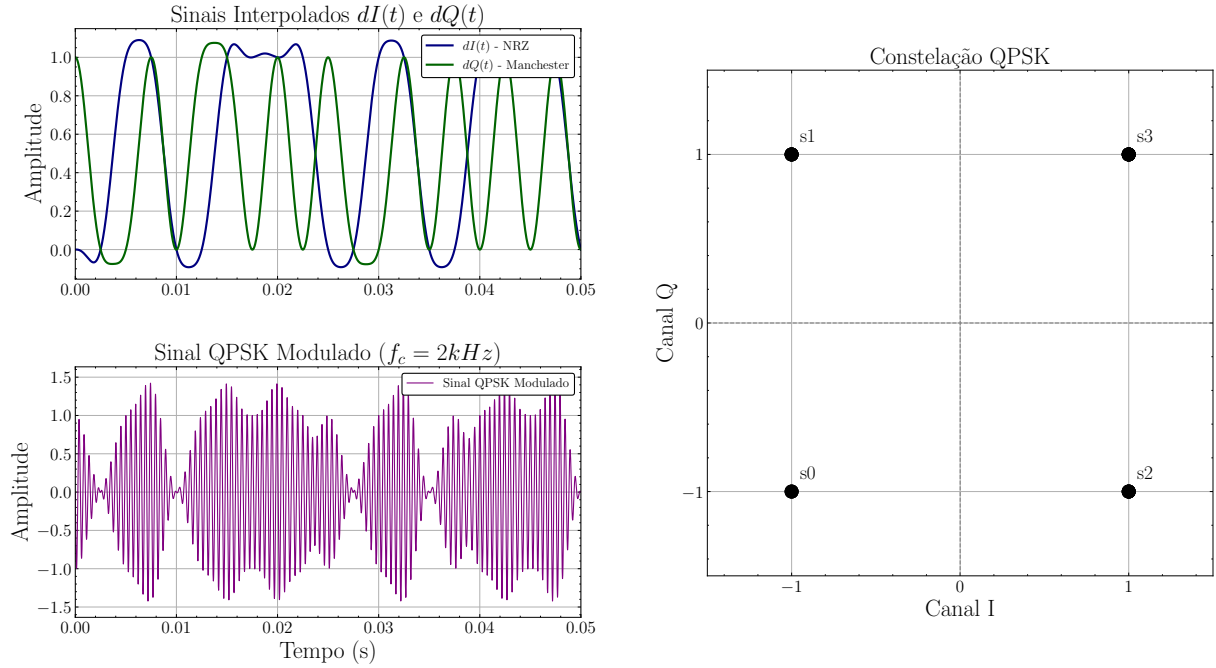 Sinais Interpolados dI(t) e dQ(t)
Amplitude
1.0
0.8
0.6
0.4
0.2
0.0
dI(t) - NRZ
dQ(t) - Manchester
0.00 0.01 0.02 0.03 0.04 0.05
Sinal QPSK Modulado (f_c = 2kHz)
Amplitude
1.5
1.0
0.5
0.0
−0.5
−1.0
−1.5
Sinal QPSK Modulado
0.00 0.01 0.02 0.03 0.04 0.05
Tempo (s)
Constelação QPSK
Canal Q
1
0
−1
s1
s3
s0
s2
−1 0 1
Canal I